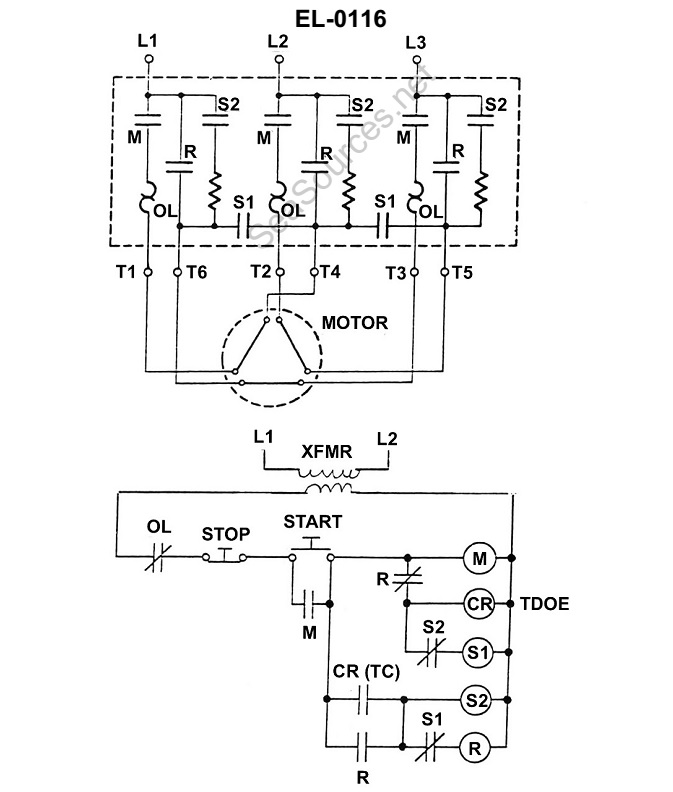 EL-0116
L1 L2 L3
S2 S2 S2
M M M
R R R
S1 S1
OL OL OL
SeaSources.net
T1 T6 T2 T4 T3 T5
MOTOR
L1 XFMR L2
OL STOP START
M
R
CR TDOE
M
S2 S1
CR (TC)
S2
S1
R
R